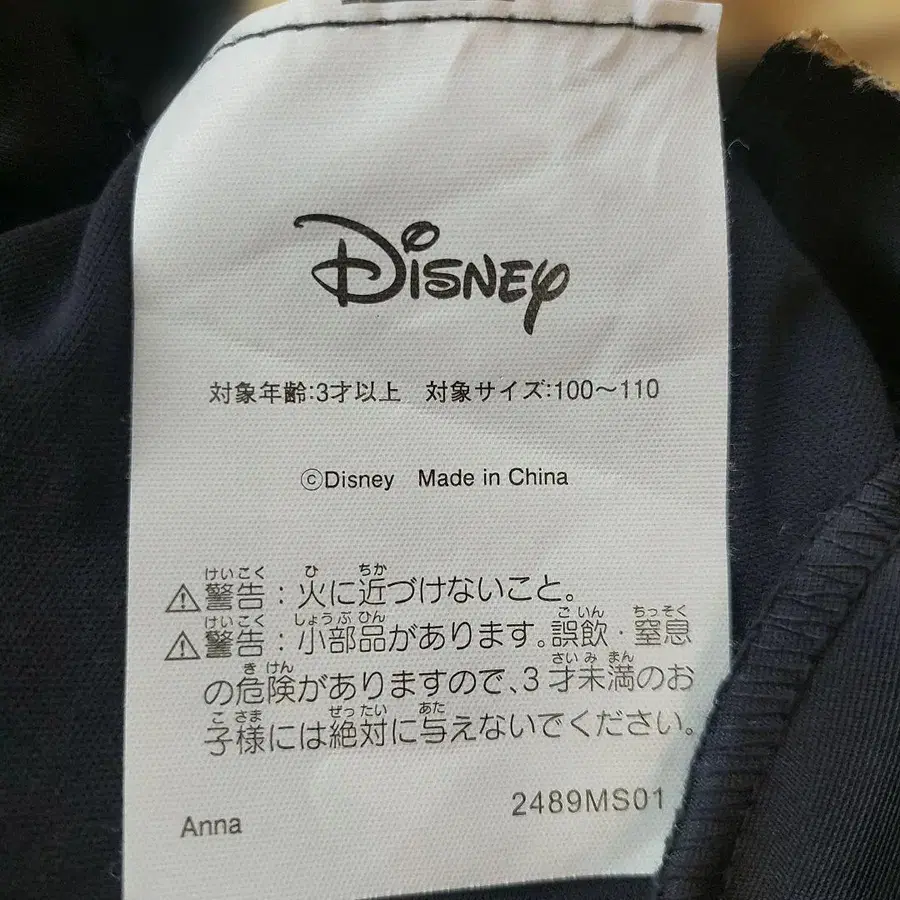 Disney
対象年齢:3才以上 対象サイズ:100～110
©Disney Made in China
けいこく ひ ちか
⚠警告：火に近づけないこと。
けいこく しょうぶひん ごいん ちっそく
⚠警告：小部品があります。誤飲・窒息
きけん さいみまん
の危険がありますので、3才未満のお
こさま ぜったい あた
子様には絶対に与えないでください。
2489MS01
Anna